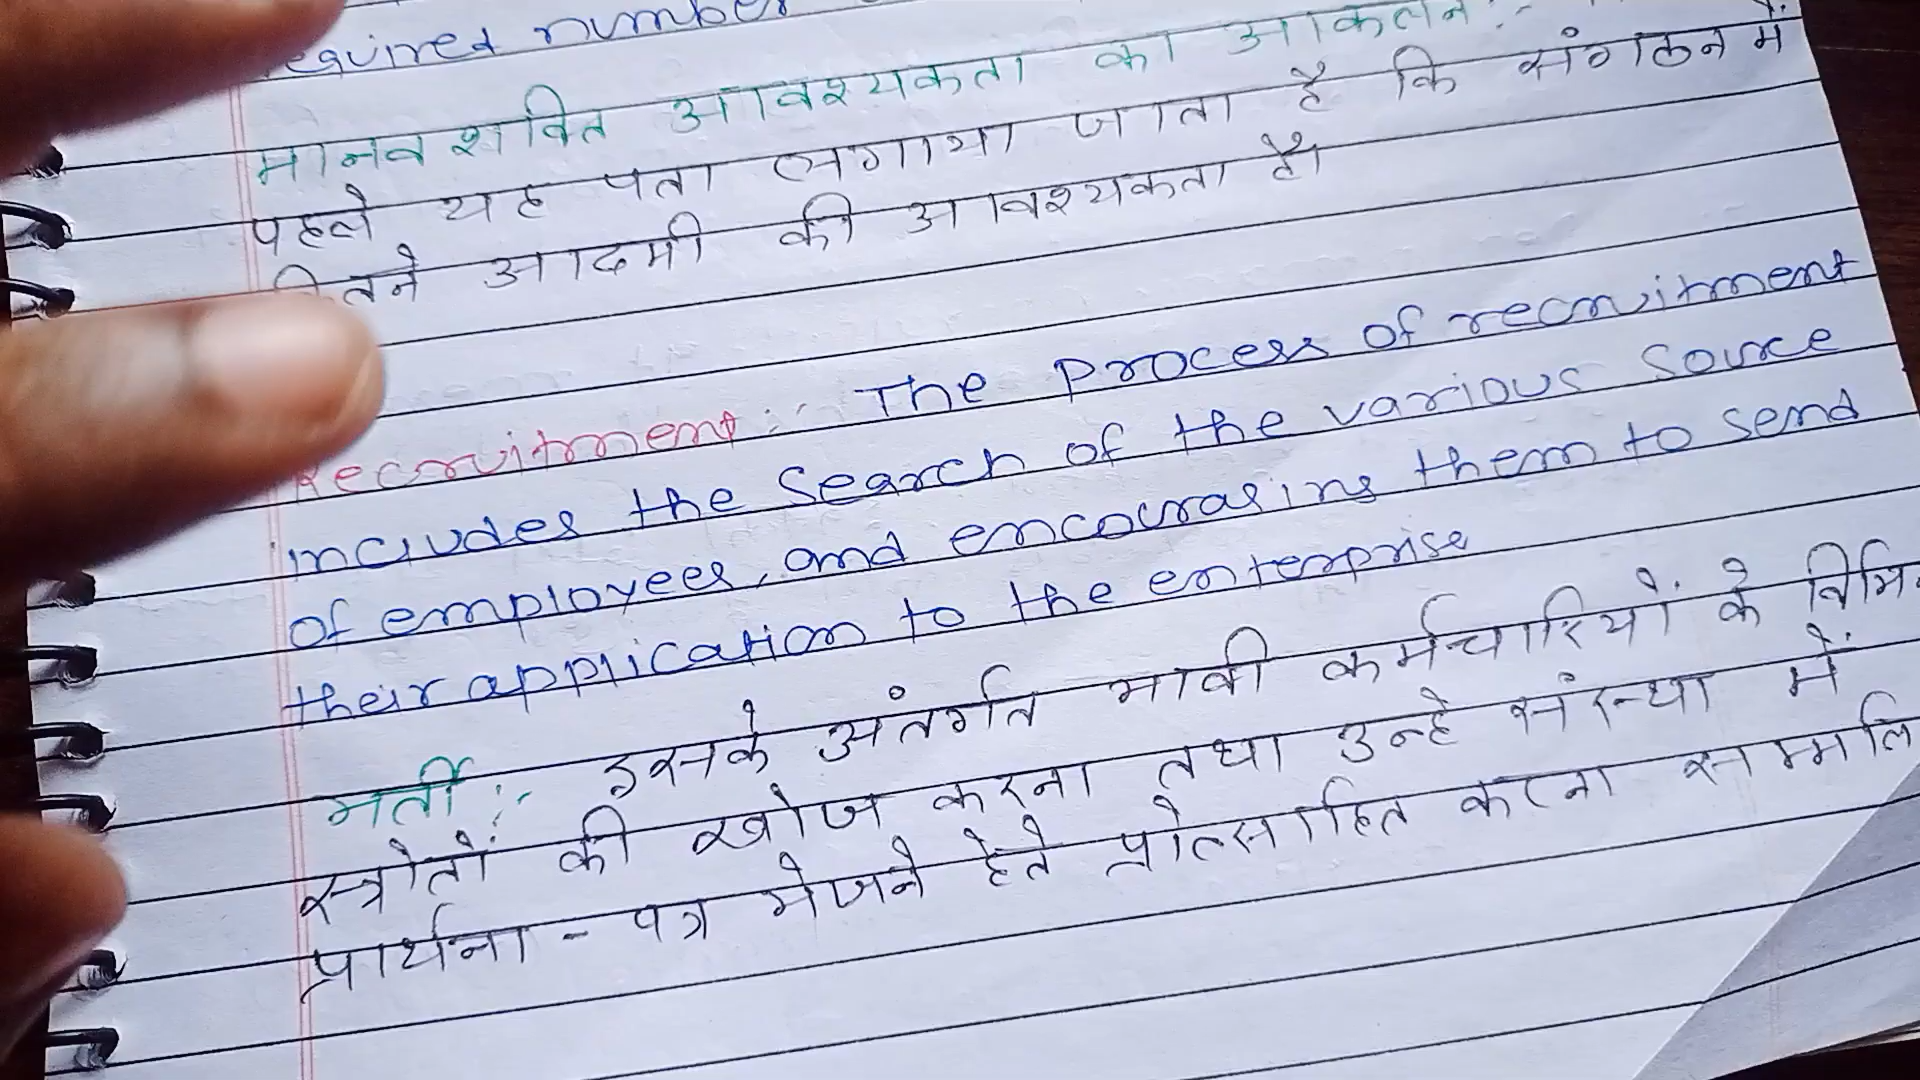 required number
मानव शक्ति आवश्यकता का आकलन :-
पहले यह पता लगाया जाता है कि संगठन में
कितने आदमी की आवश्यकता है।
Recruitment :- The process of recruitment
includes the search of the various source
of employees, and encouraging them to send
their application to the enterprise
भर्ती :- इसके अंतर्गत भावी कर्मचारियों के
स्त्रोतों की खोज करना तथा उन्हे संस्था में
प्रार्थना - पत्र भेजने हेते प्रोत्साहित करना